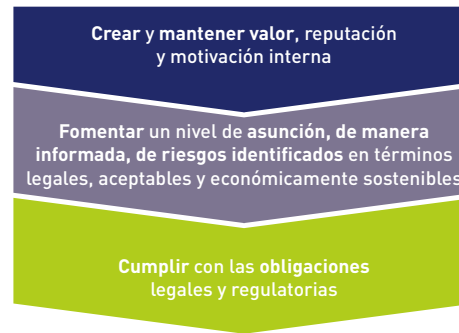 Crear y mantener valor, reputación
y motivación interna
Fomentar un nivel de asunción, de manera
informada, de riesgos identificados en términos
legales, aceptables y económicamente sostenibles
Cumplir con las obligaciones
legales y regulatorias